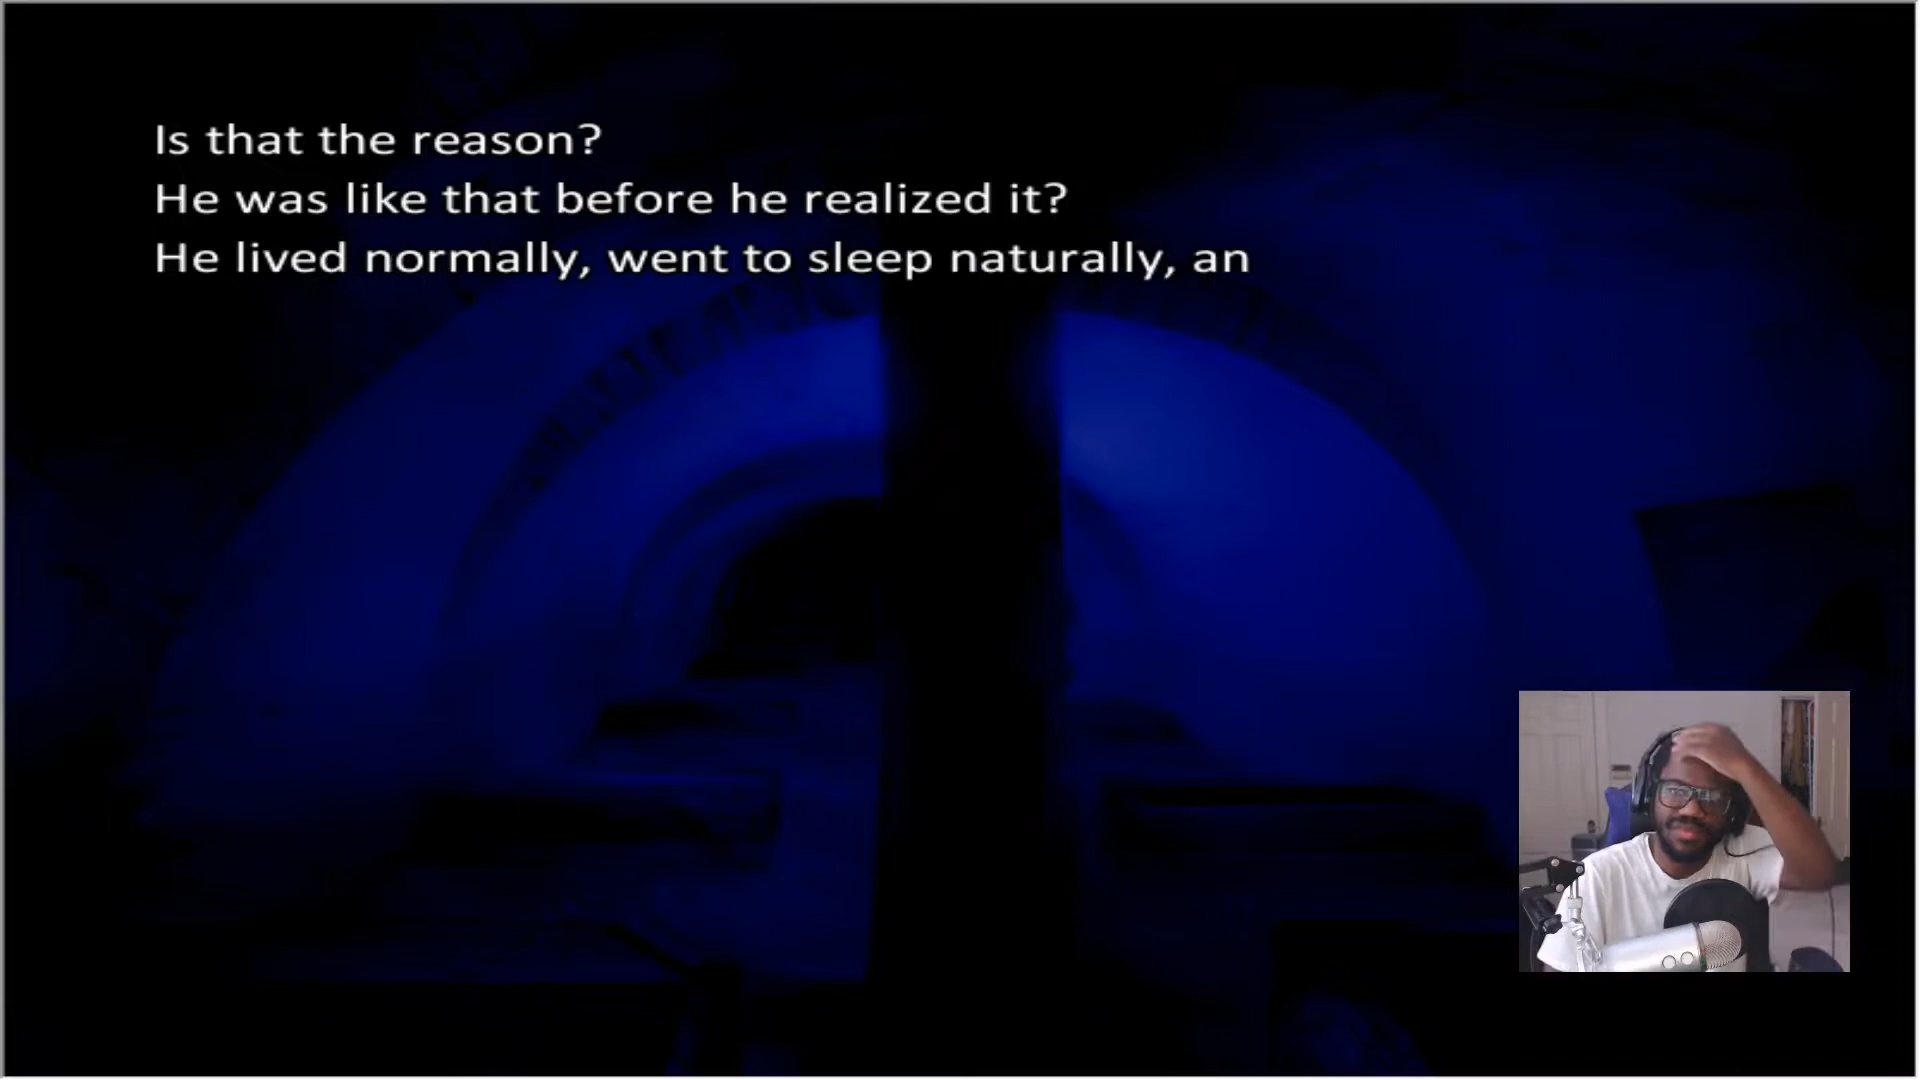 Is that the reason?
He was like that before he realized it?
He lived normally, went to sleep naturally, an